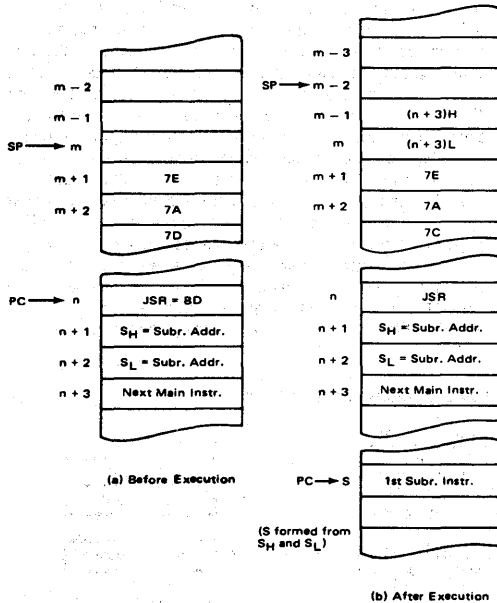 m – 2
m – 1
SP → m
m + 1 7E
m + 2 7A
7D
PC → n JSR = BD
n + 1 S_H = Subr. Addr.
n + 2 S_L = Subr. Addr.
n + 3 Next Main Instr.
(a) Before Execution
m – 3
SP → m – 2
m – 1 (n + 3)H
m (n + 3)L
m + 1 7E
m + 2 7A
7C
n JSR
n + 1 S_H = Subr. Addr.
n + 2 S_L = Subr. Addr.
n + 3 Next Main Instr.
PC → S 1st Subr. Instr.
(S formed from
S_H and S_L)
(b) After Execution